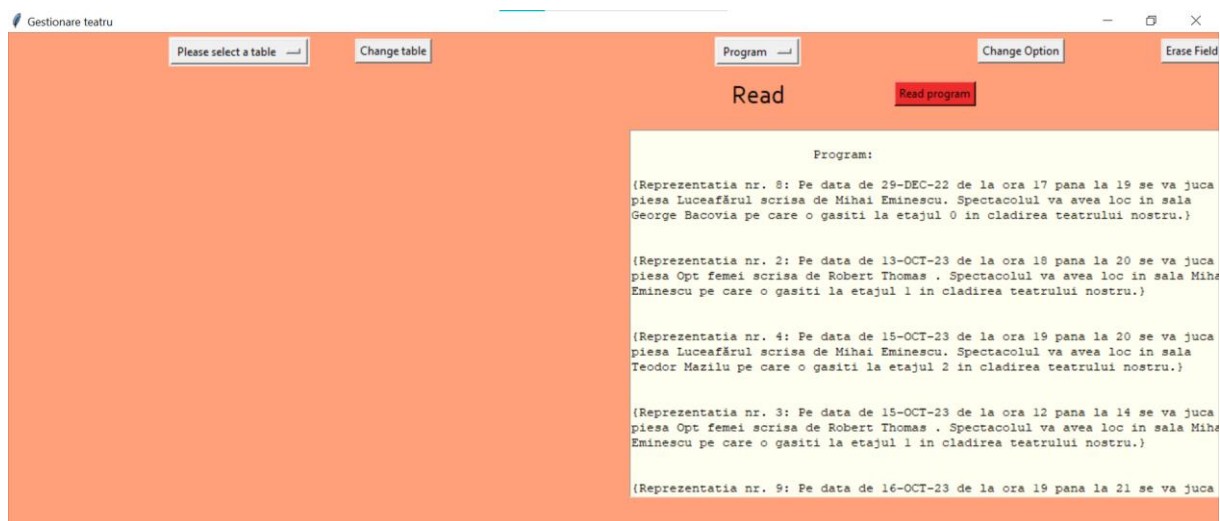 Gestionare teatru
Please select a table
Change table
Program
Change Option
Erase Field
Read
Read program
Program:
{Reprezentatia nr. 8: Pe data de 29-DEC-22 de la ora 17 pana la 19 se va juca
piesa Luceafărul scrisa de Mihai Eminescu. Spectacolul va avea loc in sala
George Bacovia pe care o gasiti la etajul 0 in cladirea teatrului nostru.}
{Reprezentatia nr. 2: Pe data de 13-OCT-23 de la ora 18 pana la 20 se va juca
piesa Opt femei scrisa de Robert Thomas . Spectacolul va avea loc in sala Miha
Eminescu pe care o gasiti la etajul 1 in cladirea teatrului nostru.}
{Reprezentatia nr. 4: Pe data de 15-OCT-23 de la ora 19 pana la 20 se va juca
piesa Luceafărul scrisa de Mihai Eminescu. Spectacolul va avea loc in sala
Teodor Mazilu pe care o gasiti la etajul 2 in cladirea teatrului nostru.}
{Reprezentatia nr. 3: Pe data de 15-OCT-23 de la ora 12 pana la 14 se va juca
piesa Opt femei scrisa de Robert Thomas . Spectacolul va avea loc in sala Miha
Eminescu pe care o gasiti la etajul 1 in cladirea teatrului nostru.}
{Reprezentatia nr. 9: Pe data de 16-OCT-23 de la ora 19 pana la 21 se va juca